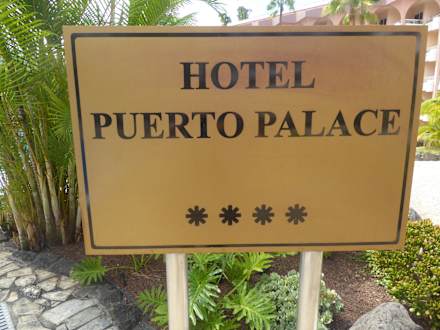 HOTEL
PUERTO PALACE
****